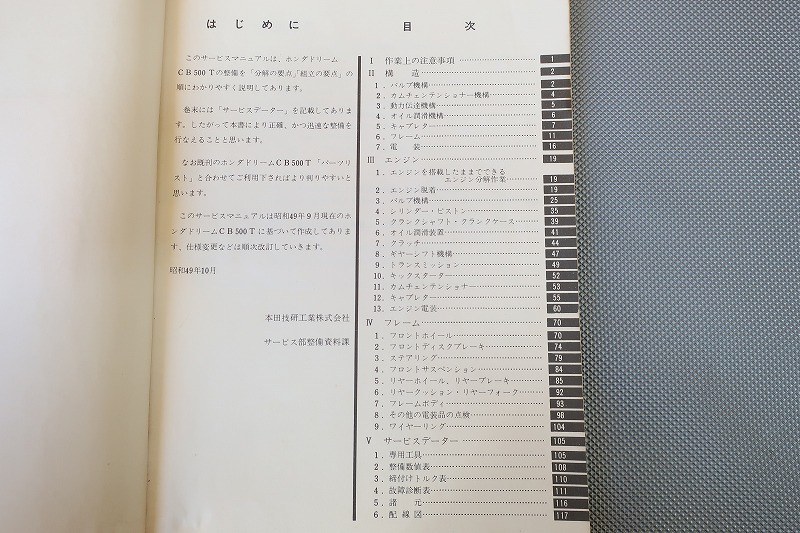 はじめに
このサービスマニュアルは、ホンダドリーム
CB500Tの整備を「分解の要点」「組立の要点」の
順にわかりやすく説明してあります。
巻末には「サービスデーター」を記載してありま
す。したがって本書により正確、かつ迅速な整備を
行なえることと思います。
なお既刊のホンダドリームCB500T「パーツリ
スト」と合わせてご利用下さればより判りやすいと
思います。
このサービスマニュアルは昭和49年9月現在のホ
ンダドリームCB500Tに基づいて作成してありま
す、仕様変更などは順次改訂していきます。
昭和49年10月
本田技研工業株式会社
サービス部整備資料課
目次
Ⅰ 作業上の注意事項 1
Ⅱ 構造 2
1. バルブ機構 2
2. カムチェンテンショナー機構 4
3. 動力伝達機構 5
4. オイル潤滑機構 6
5. キャブレター 7
6. フレーム 11
7. 電装 16
Ⅲ エンジン 19
1. エンジンを搭載したままでできる
エンジン分解作業 19
2. エンジン脱着 19
3. バルブ機構 25
4. シリンダー・ピストン 35
5. クランクシャフト・クランクケース 39
6. オイル潤滑装置 41
7. クラッチ 44
8. ギヤーシフト機構 47
9. トランスミッション 49
10. キックスターター 52
11. カムチェンテンショナ 53
12. キャブレター 55
13. エンジン電装 60
Ⅳ フレーム 70
1. フロントホイール 70
2. フロントディスクブレーキ 74
3. ステアリング 79
4. フロントサスペンション 84
5. リヤーホイール、リヤーブレーキ 85
6. リヤークッション・リヤーフォーク 92
7. フレームボディ 93
8. その他の電装品の点検 98
9. ワイヤーリング 104
Ⅴ サービスデーター 105
1. 専用工具 105
2. 整備数値表 108
3. 締付けトルク表 110
4. 故障診断表 111
5. 諸元 116
6. 配線図 117